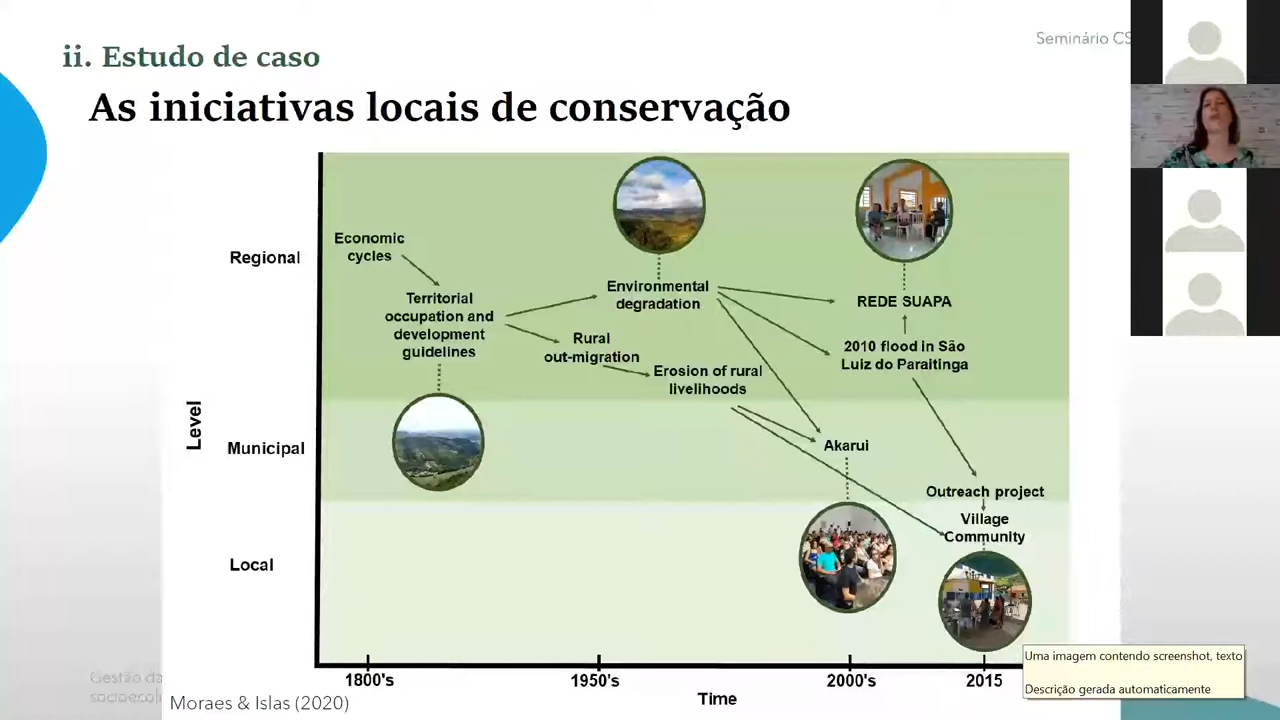 ii. Estudo de caso
Seminário CS
As iniciativas locais de conservação
Level
Regional
Municipal
Local
Economic
cycles
Territorial
occupation and
development
guidelines
Environmental
degradation
Rural
out-migration
Erosion of rural
livelihoods
REDE SUAPA
2010 flood in São
Luiz do Paraitinga
Akarui
Outreach project
Village
Community
1800's
1950's
2000's
2015
Time
Gestão da
socioecol
Moraes & Islas (2020)
Uma imagem contendo screenshot, texto
Descrição gerada automaticamente